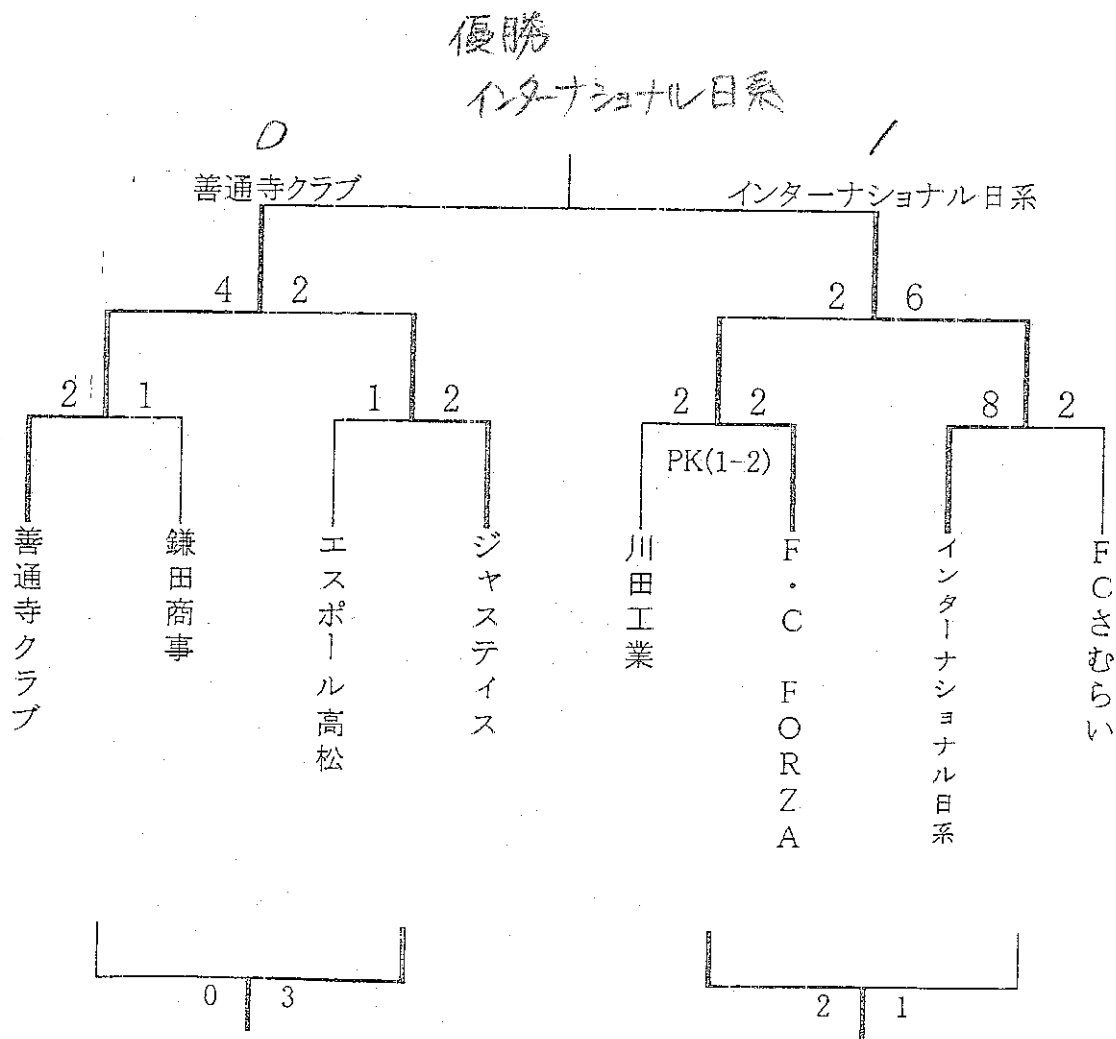 優勝
インターナショナル日系
0 1
善通寺クラブ インターナショナル日系
4 2 2 6
2 1 1 2 2 2 8 2
PK(1-2)
善通寺クラブ
鎌田商事
エスポール高松
ジャスティス
川田工業
F・C FORZA
インターナショナル日系
FCさむらい
0 3 2 1